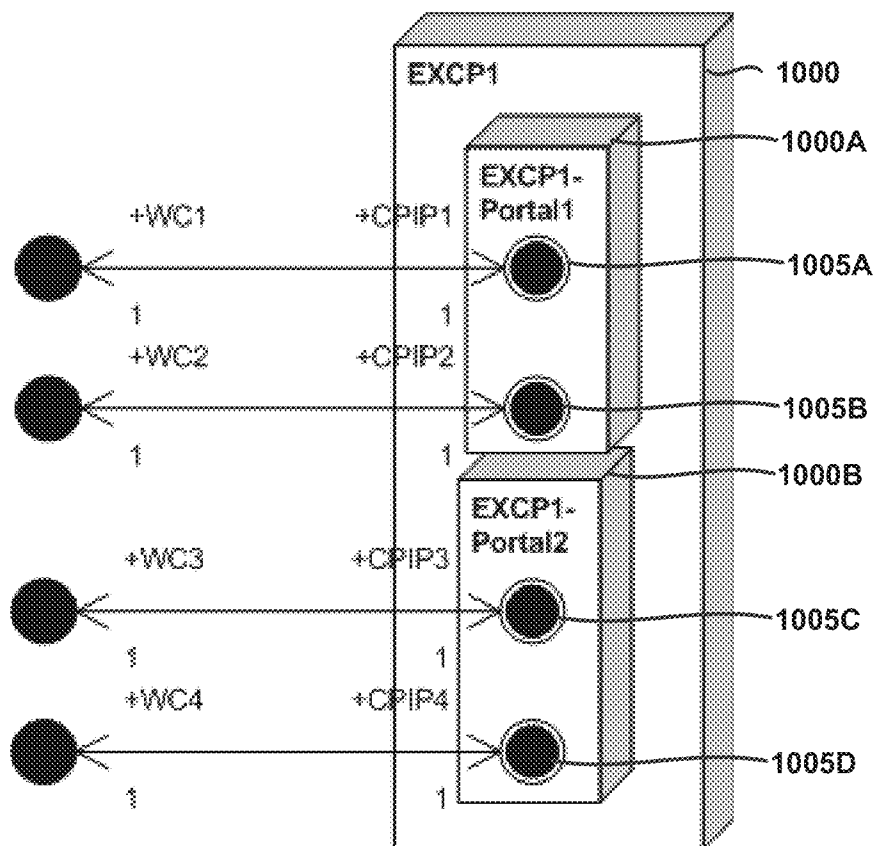 EXCP1
1000
1000A
EXCP1-
Portal1
+WC1
+CPIP1
1005A
1
1
+WC2
+CPIP2
1005B
1
1
1000B
EXCP1-
Portal2
+WC3
+CPIP3
1005C
1
1
+WC4
+CPIP4
1005D
1
1